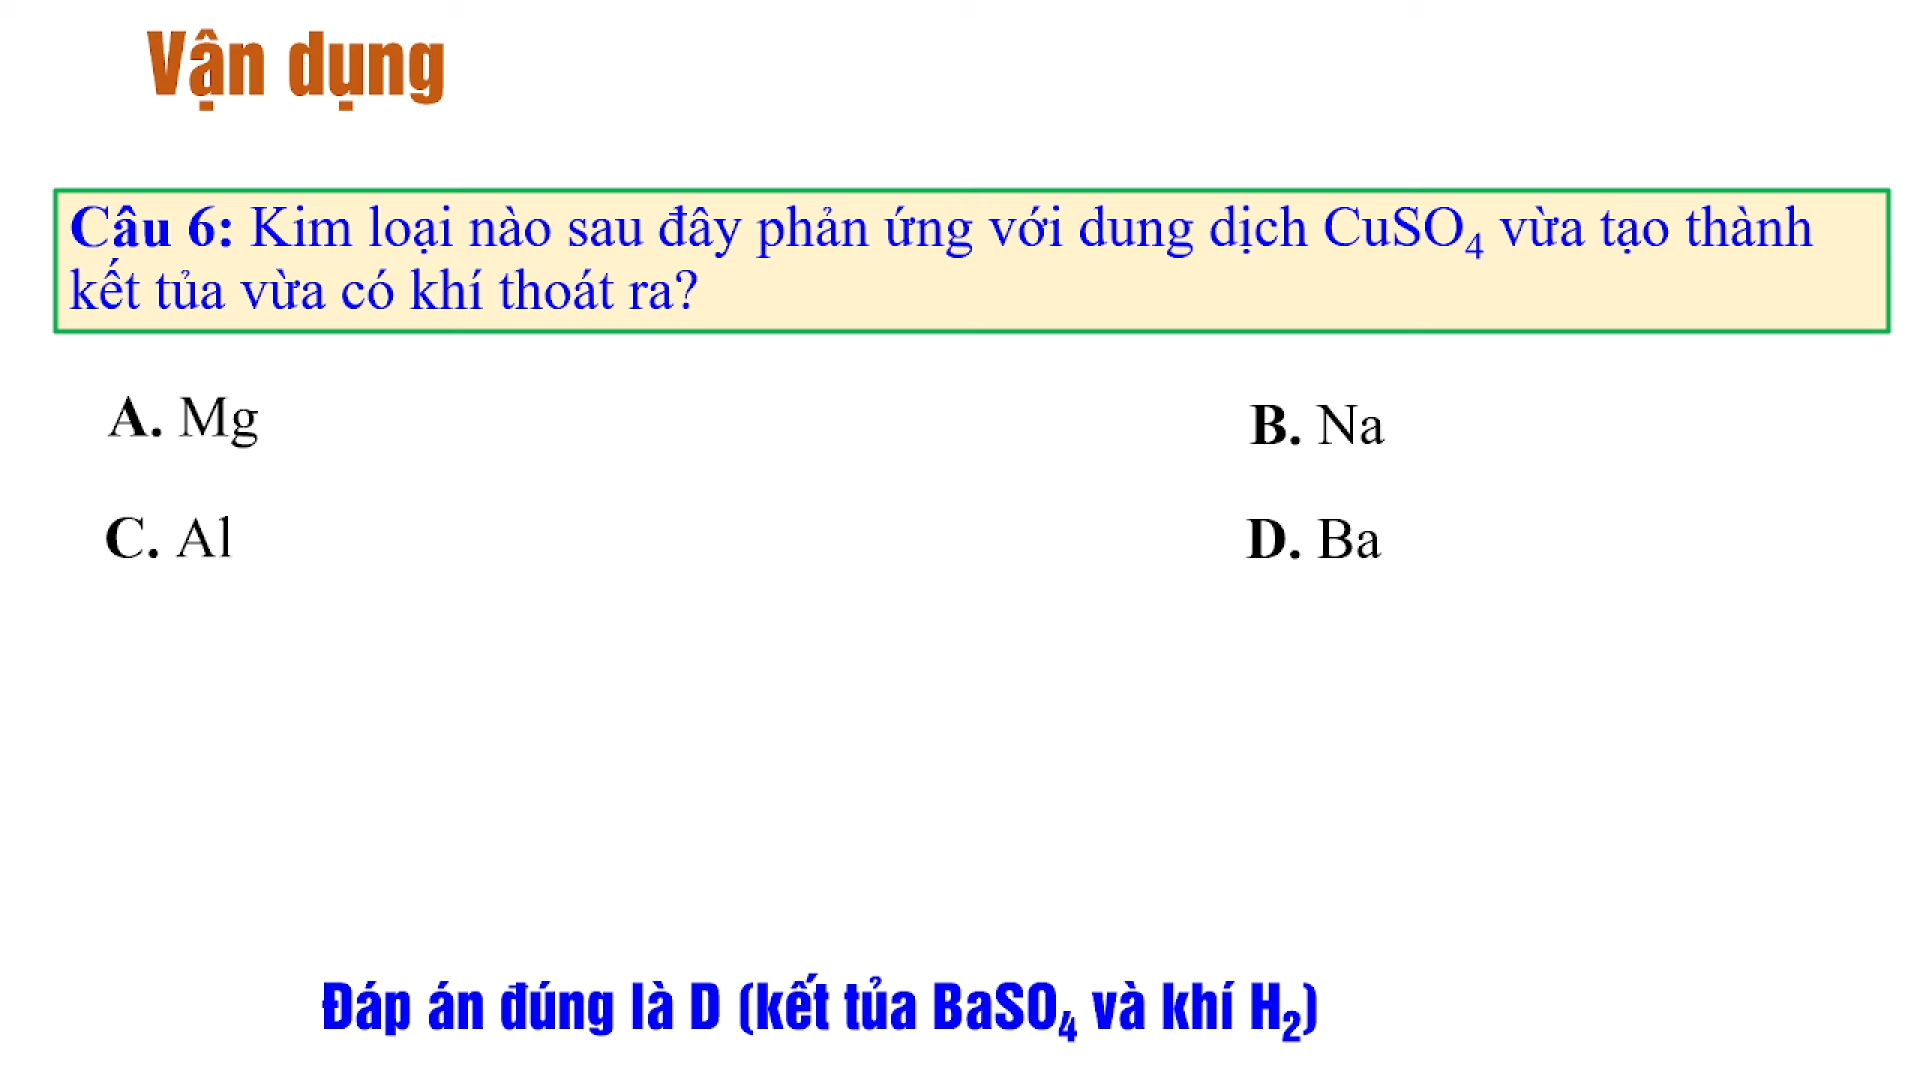 Vận dụng
Câu 6: Kim loại nào sau đây phản ứng với dung dịch CuSO₄ vừa tạo thành
kết tủa vừa có khí thoát ra?
A. Mg
B. Na
C. Al
D. Ba
Đáp án đúng là D (kết tủa BaSO₄ và khí H₂)